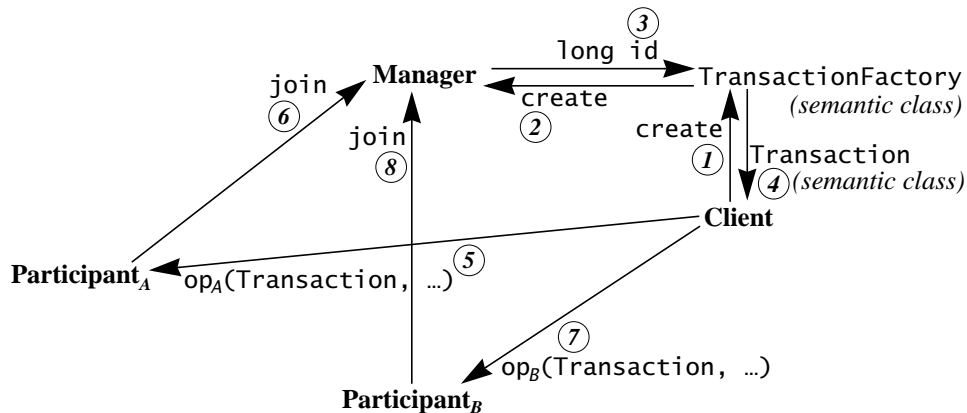 3
long id
Manager
TransactionFactory
(semantic class)
join
6
create
2
join
8
create
1
Transaction
4 (semantic class)
Client
ParticipantA
5
opA(Transaction, …)
7
opB(Transaction, …)
ParticipantB